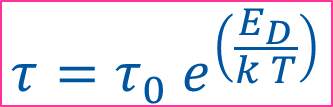 τ = τ₀ e^(E_D / k T)